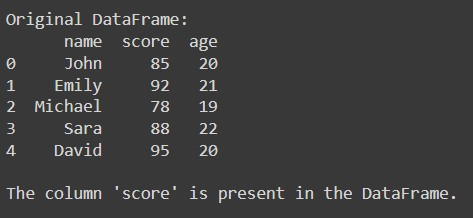 Original DataFrame:
      name  score  age
0     John     85   20
1    Emily     92   21
2  Michael     78   19
3     Sara     88   22
4    David     95   20

The column 'score' is present in the DataFrame.